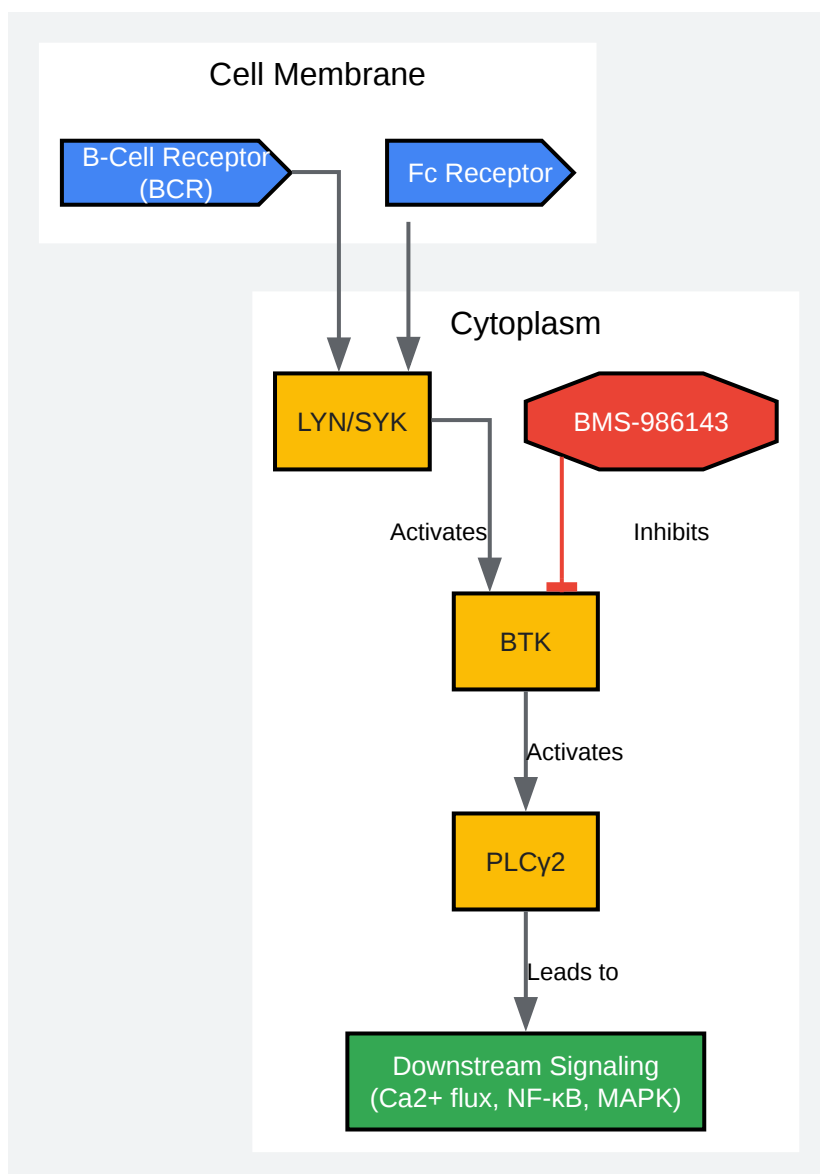 Cell Membrane
B-Cell Receptor
(BCR)
Fc Receptor
Cytoplasm
LYN/SYK
BMS-986143
Activates
Inhibits
BTK
Activates
PLCγ2
Leads to
Downstream Signaling
(Ca2+ flux, NF-κB, MAPK)